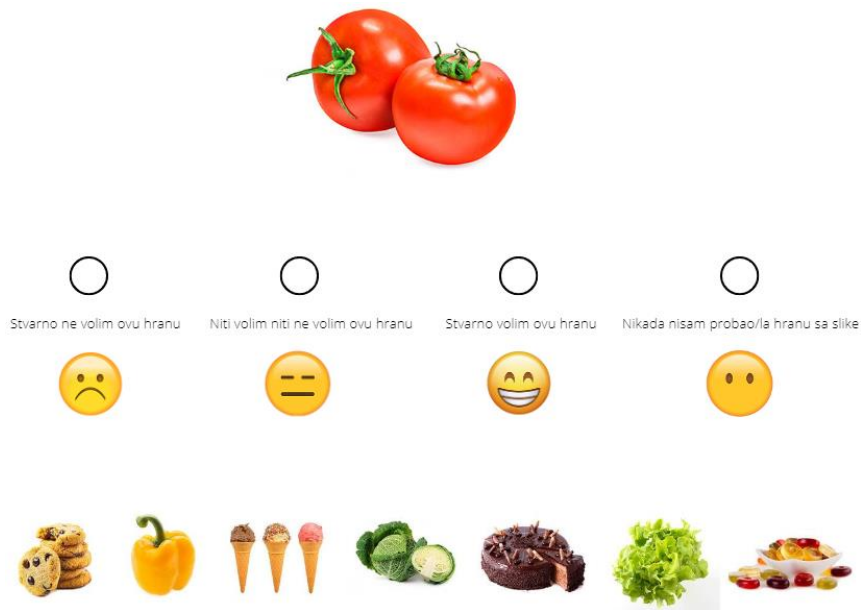 Stvarno ne volim ovu hranu
Niti volim niti ne volim ovu hranu
Stvarno volim ovu hranu
Nikada nisam probao/la hranu sa slike